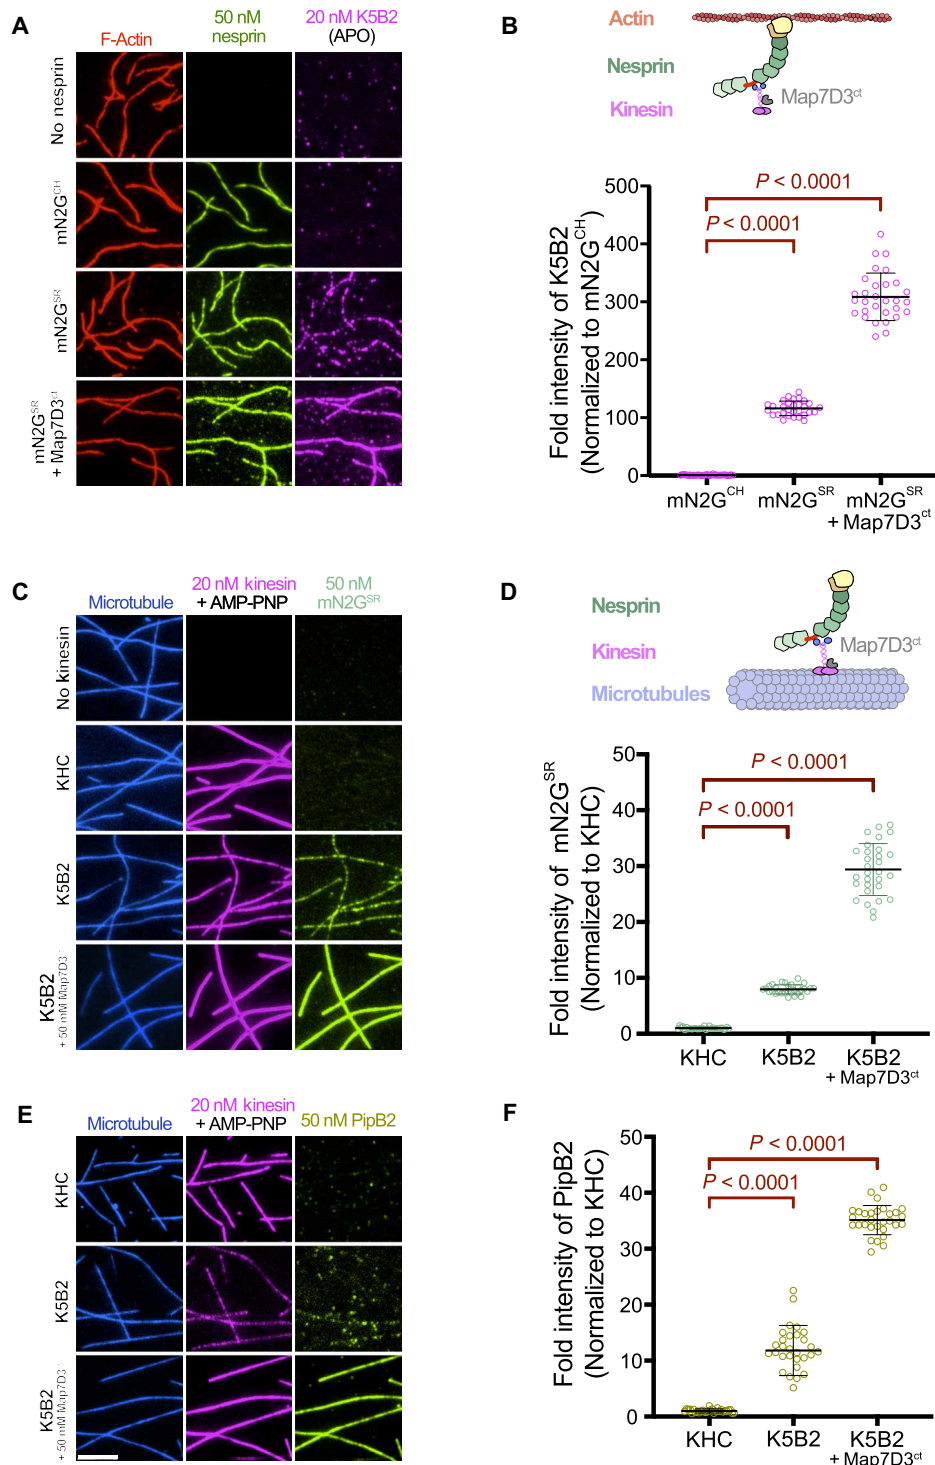 A
F-Actin
50 nM
nesprin
20 nM K5B2
(APO)
No nesprin
mN2G^CH
mN2G^SR
mN2G^SR
+ Map7D3^ct
B
Actin
Nesprin
Map7D3^ct
Kinesin
Fold intensity of K5B2
(Normalized to mN2G^CH)
500
400
300
200
100
0
P < 0.0001
P < 0.0001
mN2G^CH
mN2G^SR
mN2G^SR
+ Map7D3^ct
C
Microtubule
20 nM kinesin
+ AMP-PNP
50 nM
mN2G^SR
No kinesin
KHC
K5B2
K5B2
+ 50 mM Map7D3
D
Nesprin
Kinesin
Map7D3^ct
Microtubules
Fold intensity of mN2G^SR
(Normalized to KHC)
50
40
30
20
10
0
P < 0.0001
P < 0.0001
KHC
K5B2
K5B2
+ Map7D3^ct
E
Microtubule
20 nM kinesin
+ AMP-PNP
50 nM PipB2
KHC
K5B2
K5B2
+ 50 mM Map7D3
F
Fold intensity of PipB2
(Normalized to KHC)
50
40
30
20
10
0
P < 0.0001
P < 0.0001
KHC
K5B2
K5B2
+ Map7D3^ct